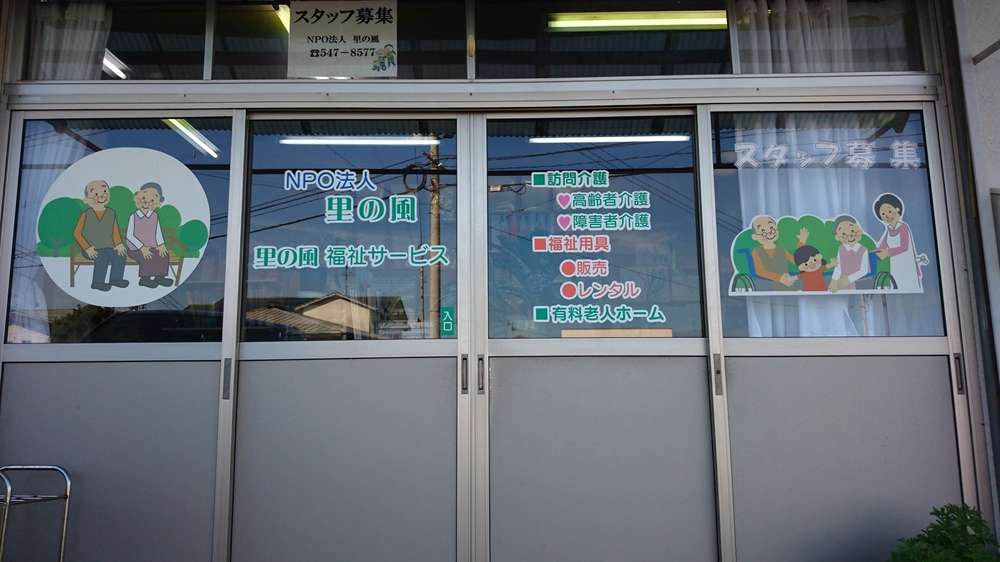 スタッフ募集
NPO法人 里の風
☎547-8577
NPO法人
里の風
里の風 福祉サービス
入口
■訪問介護
♥高齢者介護
♥障害者介護
■福祉用具
●販売
●レンタル
■有料老人ホーム
スタッフ募集